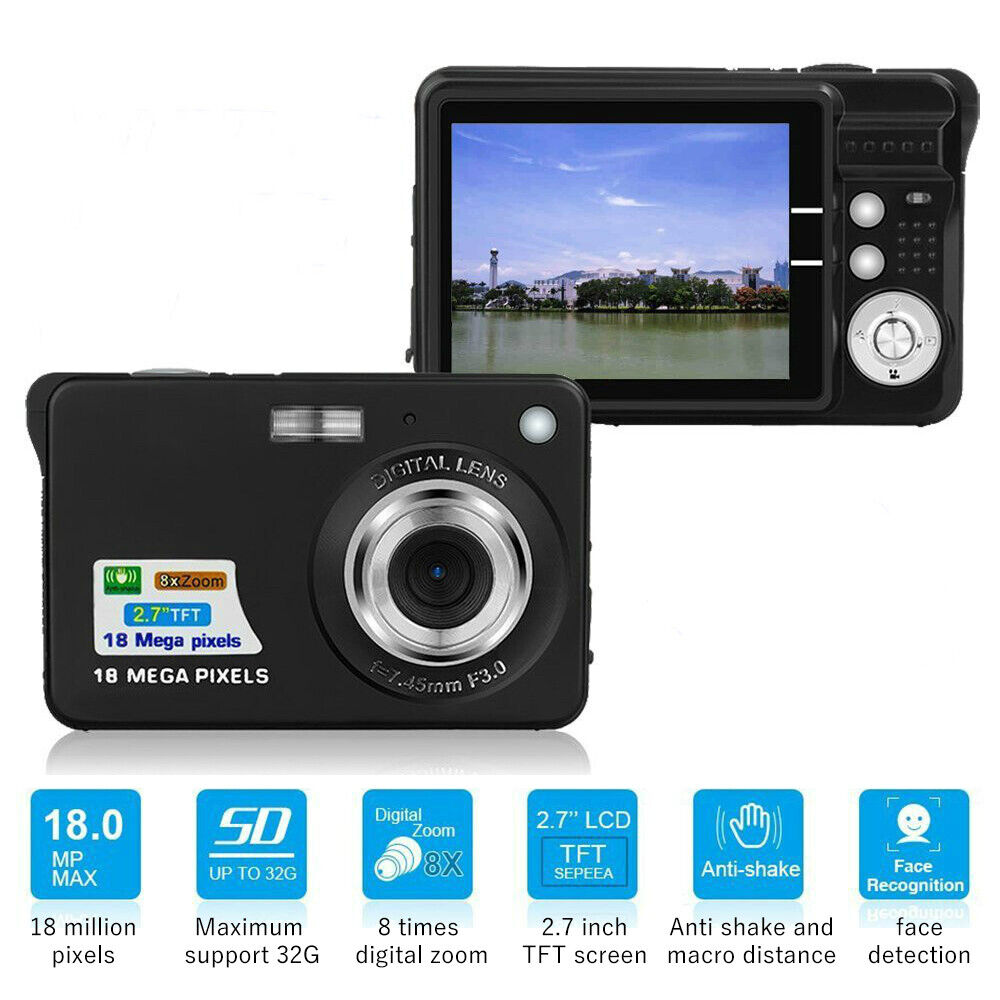 DIGITAL LENS
f=7.45mm F3.0
Anti-shake
8xZoom
2.7"TFT
18 Mega pixels
18 MEGA PIXELS
18.0
MP
MAX
SD
UP TO 32G
Digital
Zoom
8X
2.7" LCD
TFT
SEPEEA
Anti-shake
Face
Recognition
18 million
pixels
Maximum
support 32G
8 times
digital zoom
2.7 inch
TFT screen
Anti shake and
macro distance
face
detection